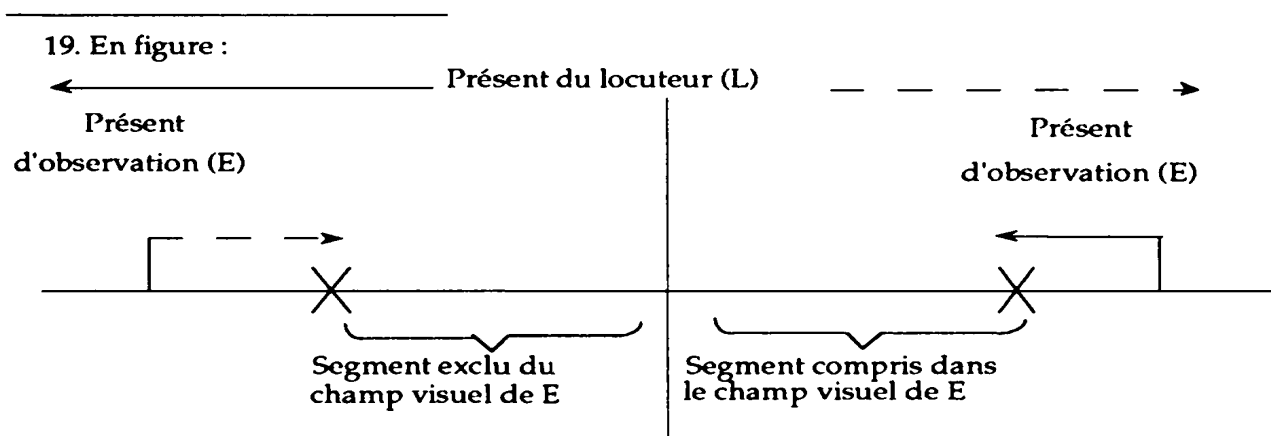 19. En figure :
Présent du locuteur (L)
Présent
d'observation (E)
Présent
d'observation (E)
Segment exclu du
champ visuel de E
Segment compris dans
le champ visuel de E